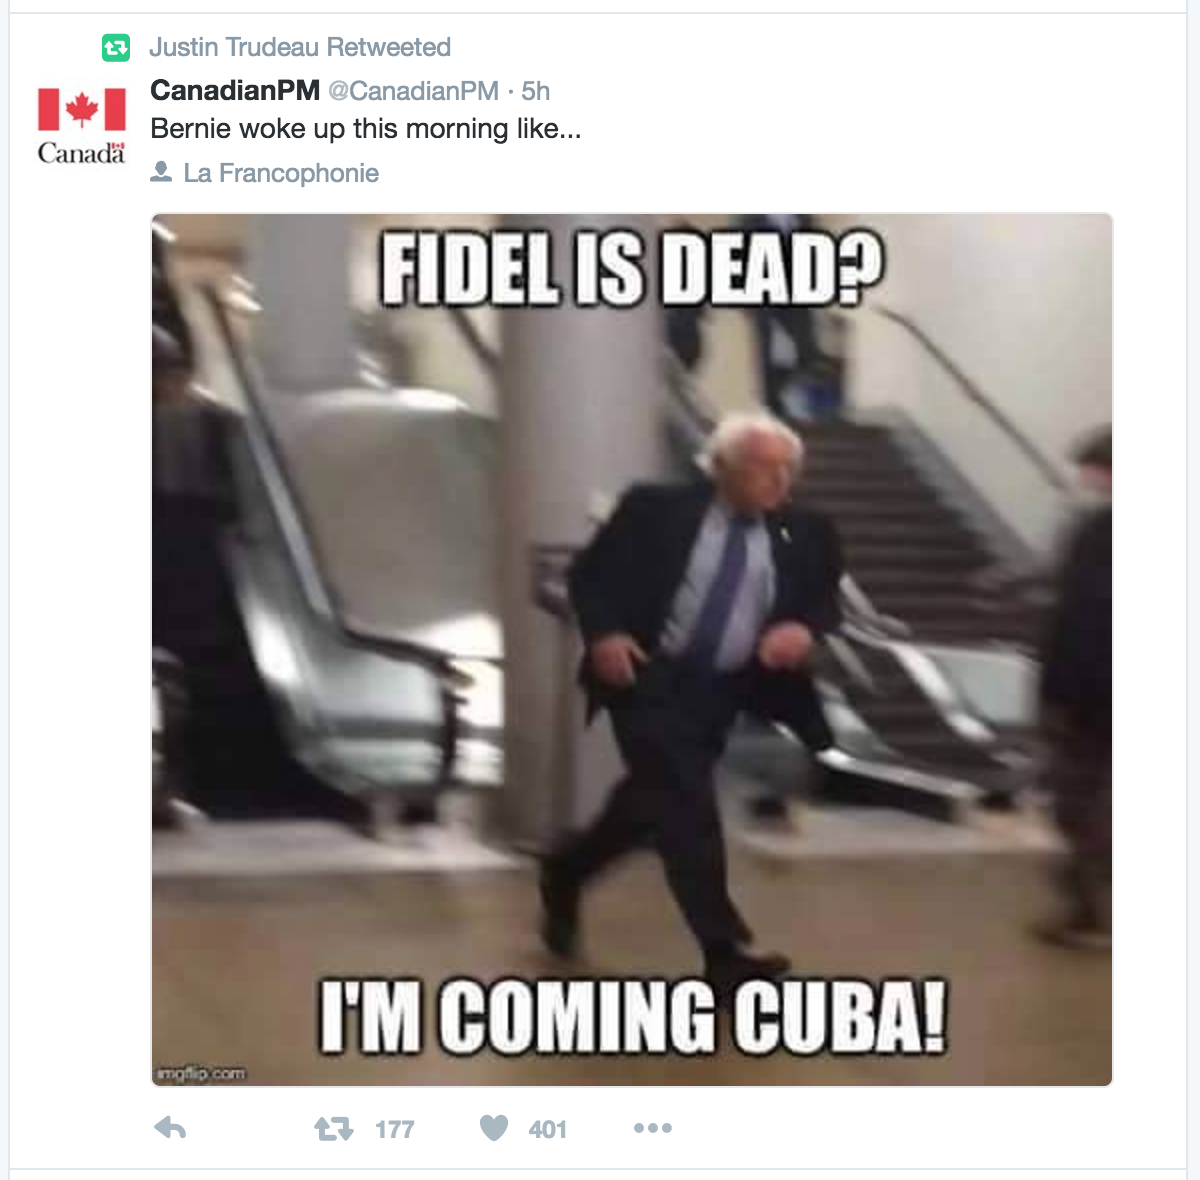 Justin Trudeau Retweeted
CanadianPM @CanadianPM · 5h
Bernie woke up this morning like...
Canada
La Francophonie
FIDEL IS DEAD?
I'M COMING CUBA!
imgflip.com
177 401